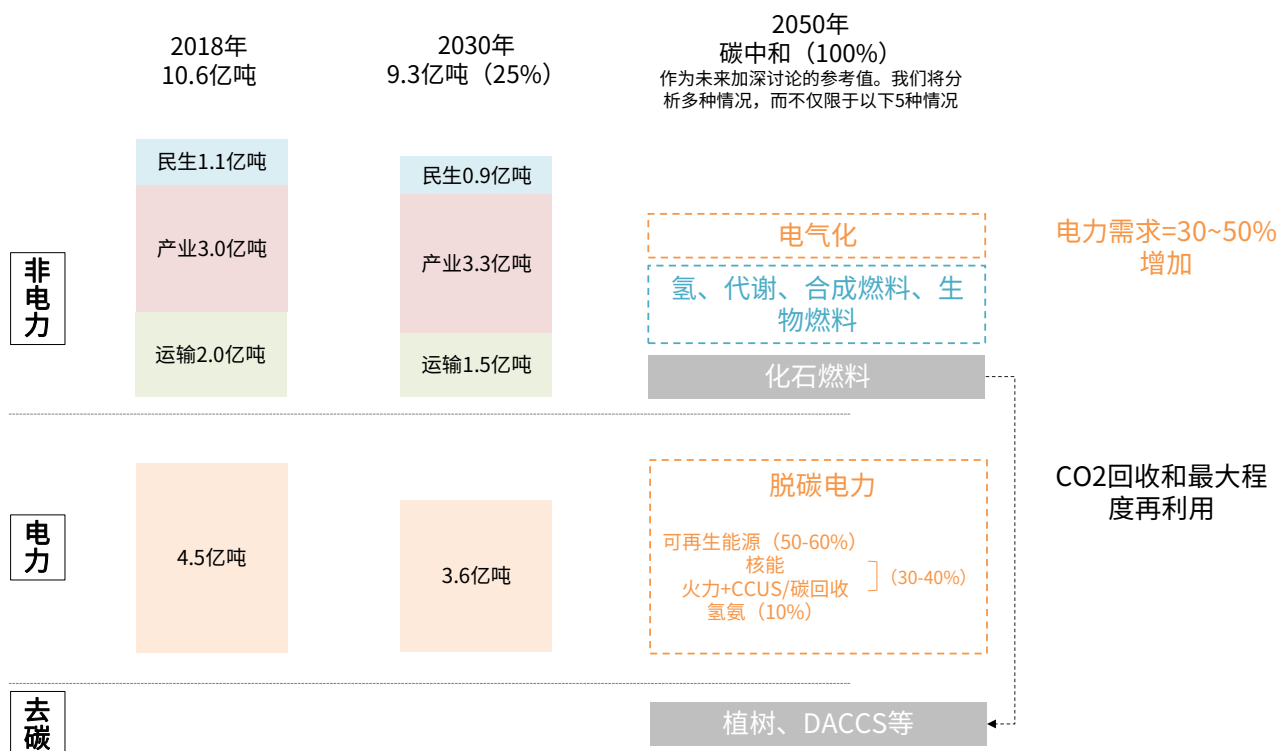 2018年
10.6亿吨
2030年
9.3亿吨（25%）
2050年
碳中和（100%）
作为未来加深讨论的参考值。我们将分
析多种情况，而不仅限于以下5种情况
非电力
民生1.1亿吨
产业3.0亿吨
运输2.0亿吨
民生0.9亿吨
产业3.3亿吨
运输1.5亿吨
电气化
氢、代谢、合成燃料、生
物燃料
化石燃料
电力需求=30~50%
增加
电力
4.5亿吨
3.6亿吨
脱碳电力
可再生能源（50-60%）
核能
火力+CCUS/碳回收
（30-40%）
氢氨（10%）
CO2回收和最大程
度再利用
去碳
植树、DACCS等